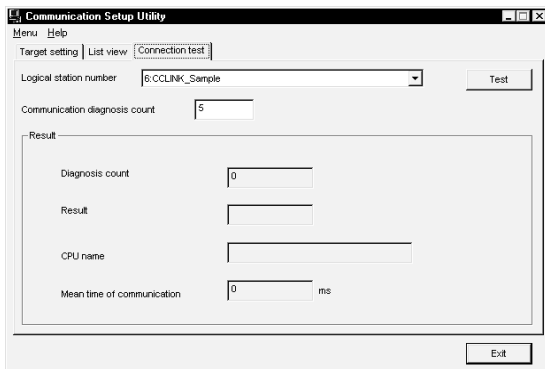 Communication Setup Utility
Menu Help
Target setting List view Connection test
Logical station number 6:CCLINK_Sample Test
Communication diagnosis count 5
Result
Diagnosis count 0
Result
CPU name
Mean time of communication 0 ms
Exit